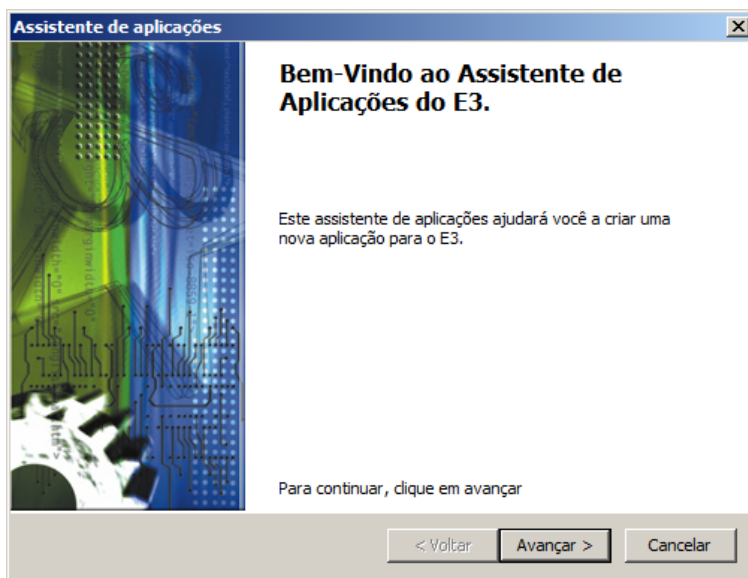 Assistente de aplicações
Bem-Vindo ao Assistente de
Aplicações do E3.
Este assistente de aplicações ajudará você a criar uma
nova aplicação para o E3.
Para continuar, clique em avançar
< Voltar
Avançar >
Cancelar